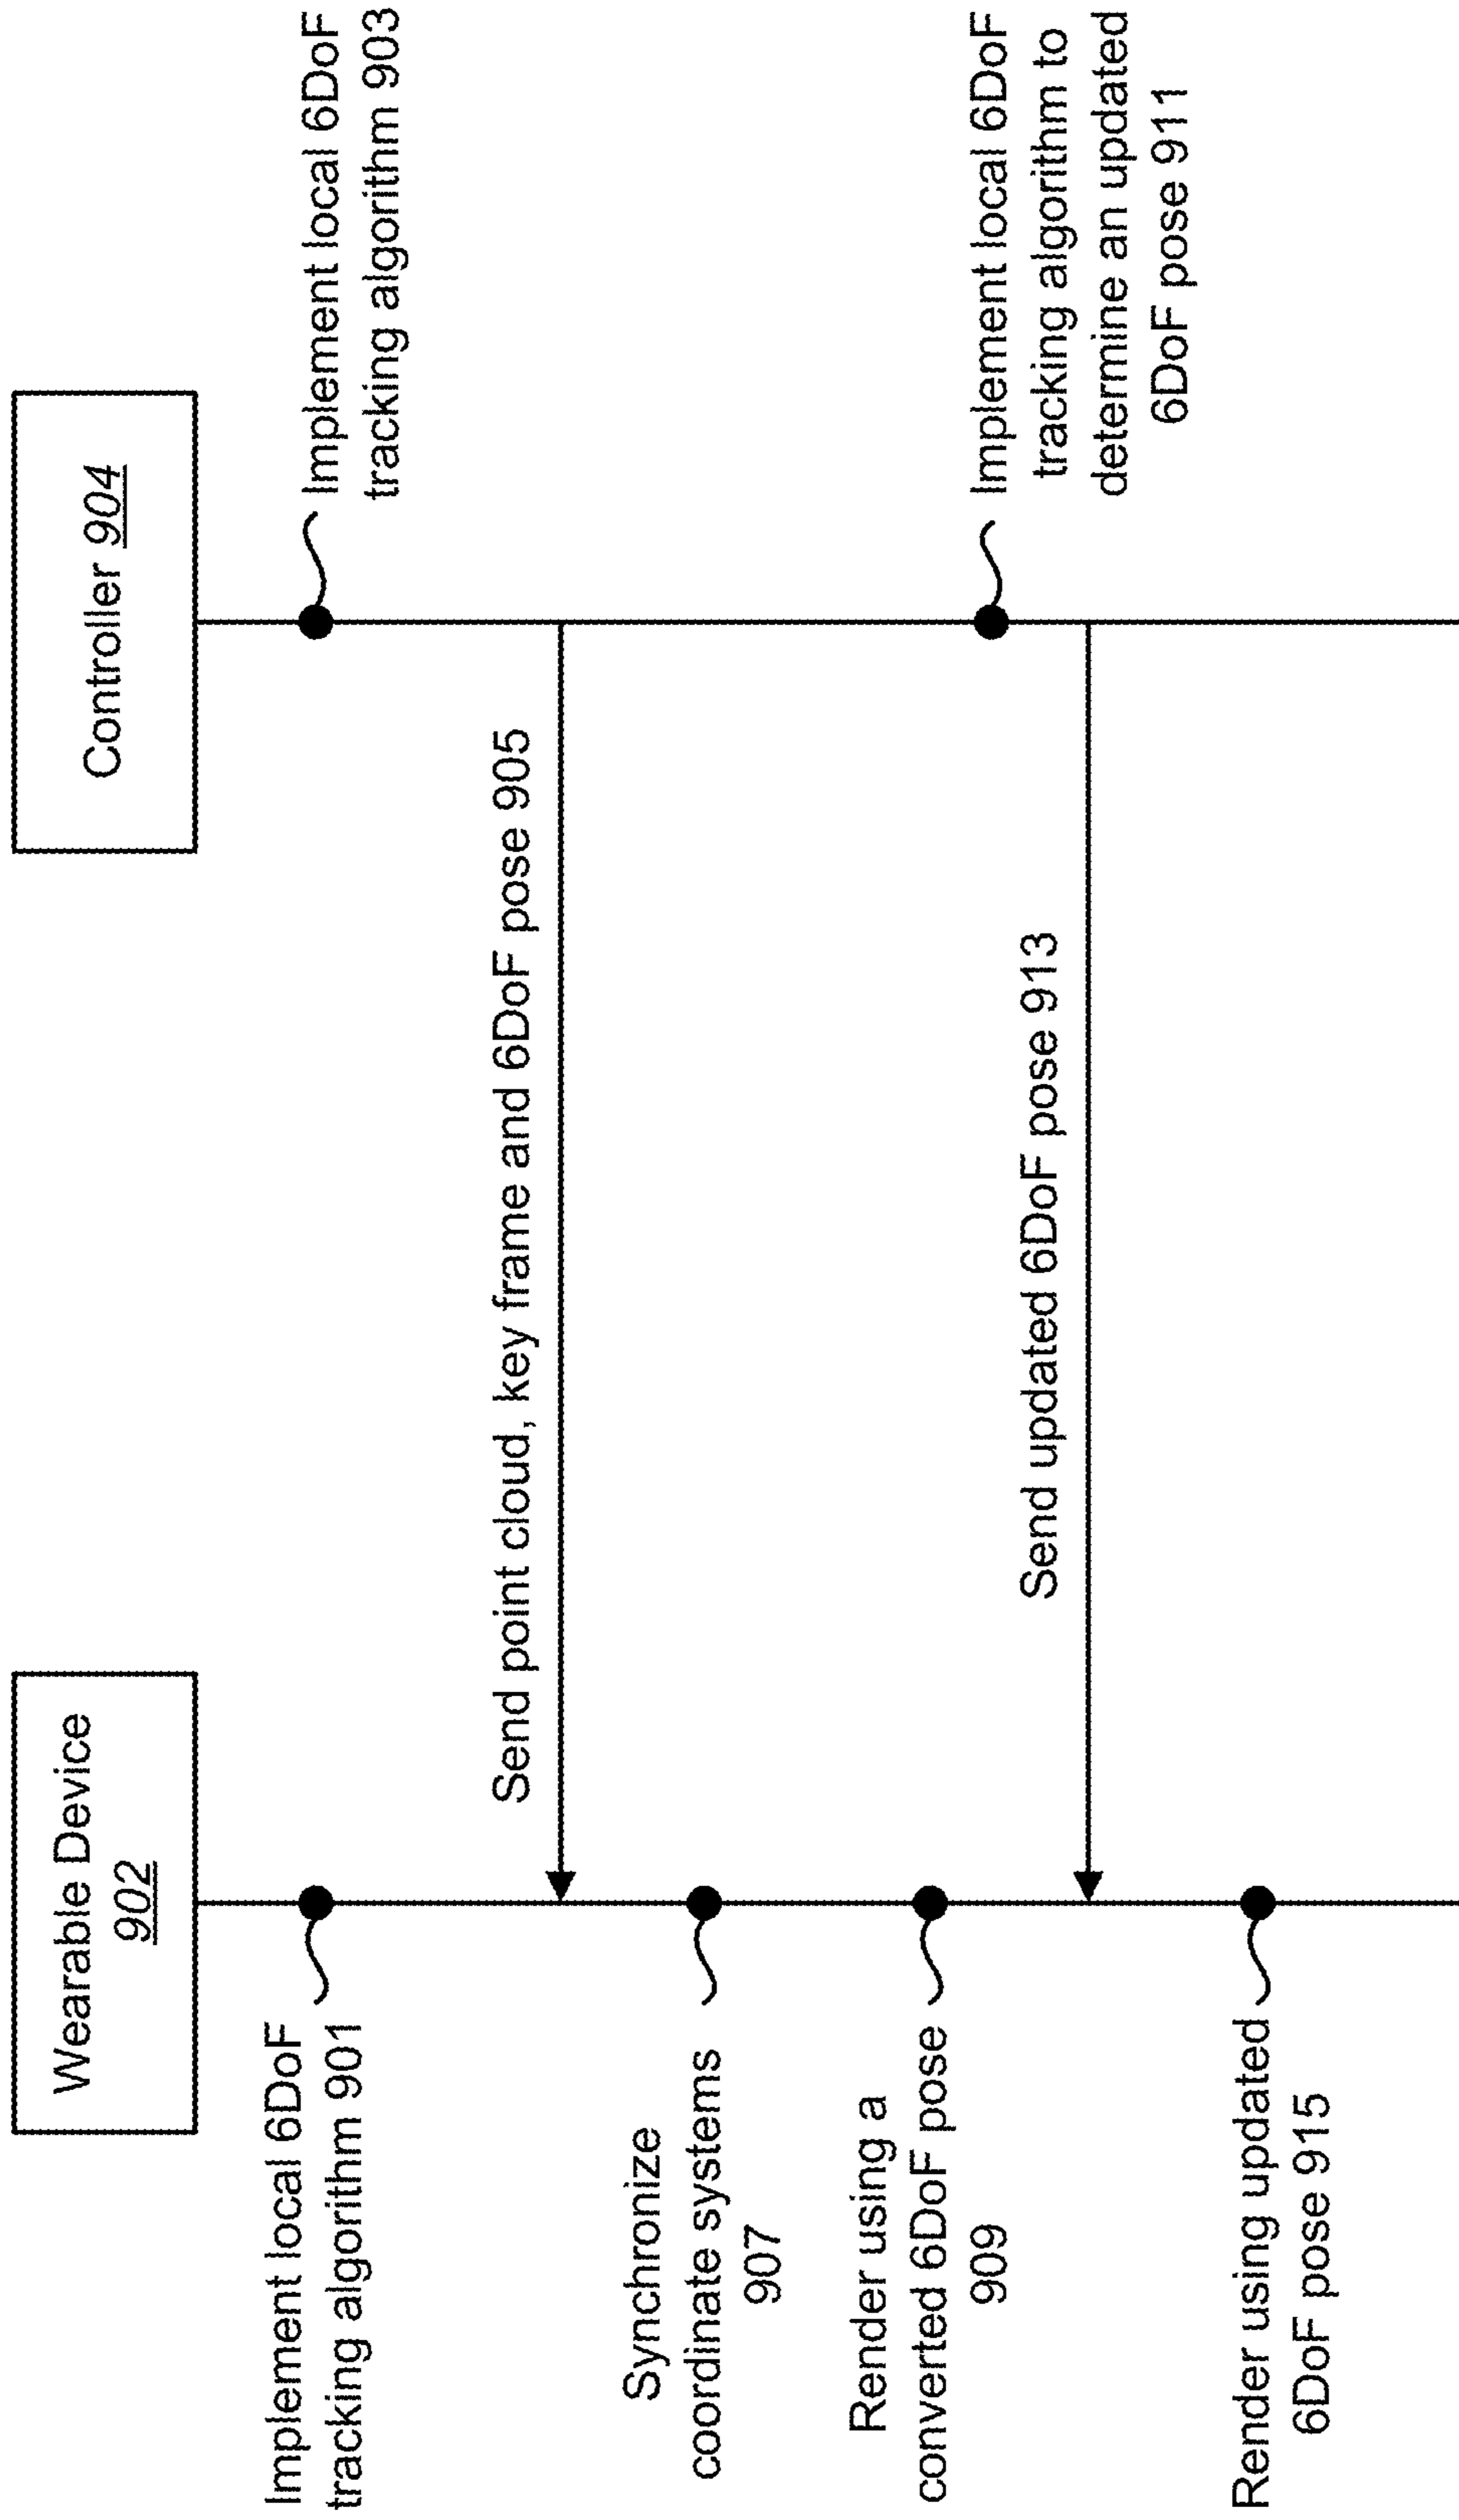 Wearable Device
902
Controller 904
Implement local 6DoF
tracking algorithm 901
Implement local 6DoF
tracking algorithm 903
Send point cloud, key frame and 6DoF pose 905
Synchronize
coordinate systems
907
Render using a
converted 6DoF pose
909
Implement local 6DoF
tracking algorithm to
determine an updated
6DoF pose 911
Send updated 6DoF pose 913
Render using updated
6DoF pose 915